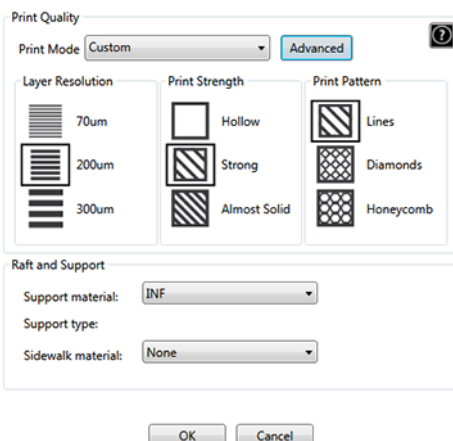 Print Quality
?
Print Mode Custom Advanced
Layer Resolution Print Strength Print Pattern
70um Hollow Lines
200um Strong Diamonds
300um Almost Solid Honeycomb
Raft and Support
Support material: INF
Support type:
Sidewalk material: None
OK Cancel